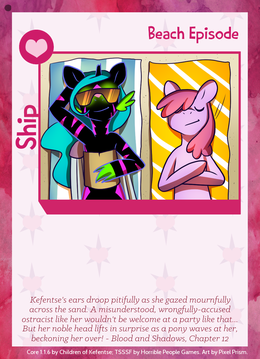 Beach Episode
Ship
Kefentse's ears droop pitifully as she gazed mournfully
across the sand. A misunderstood, wrongfully-accused
ostracist like her wouldn't be welcome at a party like that...
But her noble head lifts in surprise as a pony waves at her,
beckoning her over! - Blood and Shadows, Chapter 12
Core 1.1.6 by Children of Kefentse; TSSSF by Horrible People Games. Art by Pixel Prism.